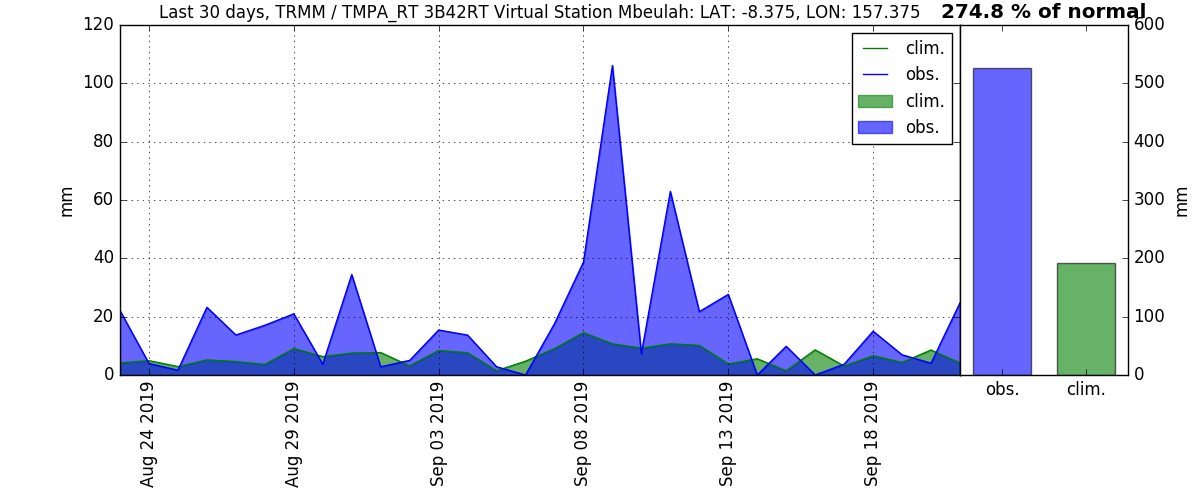 Last 30 days, TRMM / TMPA_RT 3B42RT Virtual Station Mbeulah: LAT: -8.375, LON: 157.375 274.8 % of normal
120
100
80
60
40
20
0
mm
clim.
obs.
clim.
obs.
600
500
400
300
200
100
0
mm
Aug 24 2019
Aug 29 2019
Sep 03 2019
Sep 08 2019
Sep 13 2019
Sep 18 2019
obs.
clim.